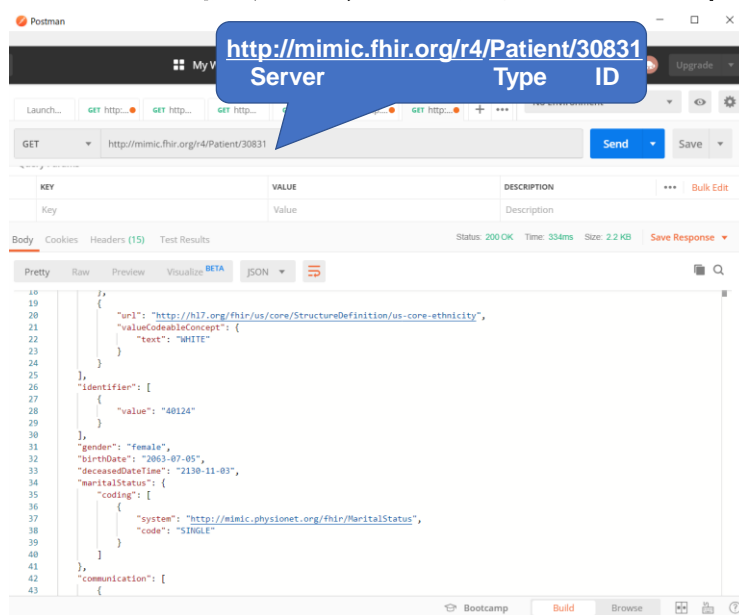 Postman
http://mimic.fhir.org/r4/Patient/30831
Server Type ID
My W
Upgrade
Launch... GET http:... GET http... GET http... GET http:... + •••
GET http://mimic.fhir.org/r4/Patient/30831 Send Save
KEY VALUE DESCRIPTION ••• Bulk Edit
Key Value Description
Body Cookies Headers (15) Test Results Status: 200 OK Time: 334ms Size: 2.2 KB Save Response
Pretty Raw Preview Visualize BETA JSON
18 },
19 {
20 "url": "http://hl7.org/fhir/us/core/StructureDefinition/us-core-ethnicity",
21 "valueCodeableConcept": {
22 "text": "WHITE"
23 }
24 }
25 ],
26 "identifier": [
27 {
28 "value": "40124"
29 }
30 ],
31 "gender": "female",
32 "birthDate": "2063-07-05",
33 "deceasedDateTime": "2130-11-03",
34 "maritalStatus": {
35 "coding": [
36 {
37 "system": "http://mimic.physionet.org/fhir/MaritalStatus",
38 "code": "SINGLE"
39 }
40 ]
41 },
42 "communication": [
43 {
Bootcamp Build Browse